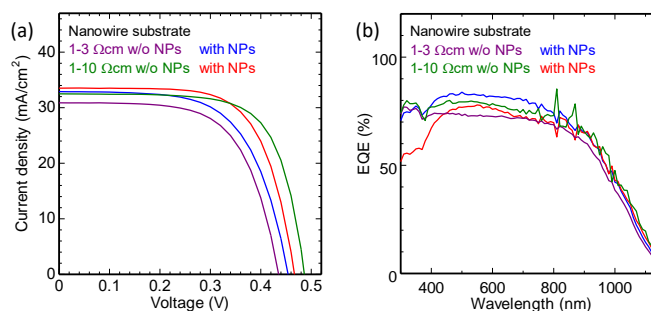 (a)
Nanowire substrate
1-3 Ωcm w/o NPs with NPs
1-10 Ωcm w/o NPs with NPs
Current density (mA/cm²)
40
30
20
10
0
0 0.1 0.2 0.3 0.4 0.5
Voltage (V)
(b)
Nanowire substrate
1-3 Ωcm w/o NPs with NPs
1-10 Ωcm w/o NPs with NPs
EQE (%)
100
50
0
400 600 800 1000
Wavelength (nm)